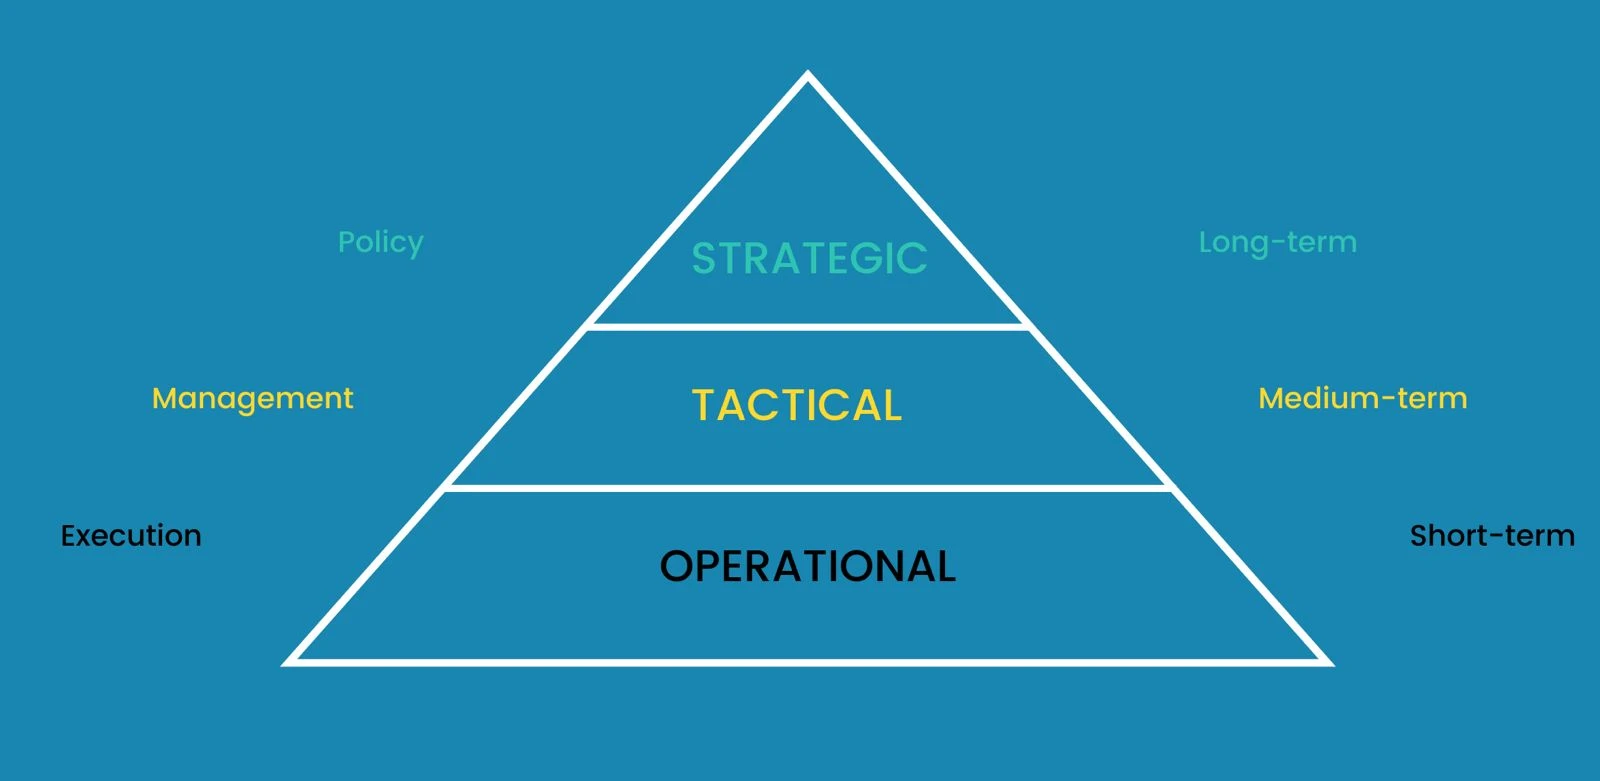 Policy
STRATEGIC
Long-term
Management
TACTICAL
Medium-term
Execution
OPERATIONAL
Short-term